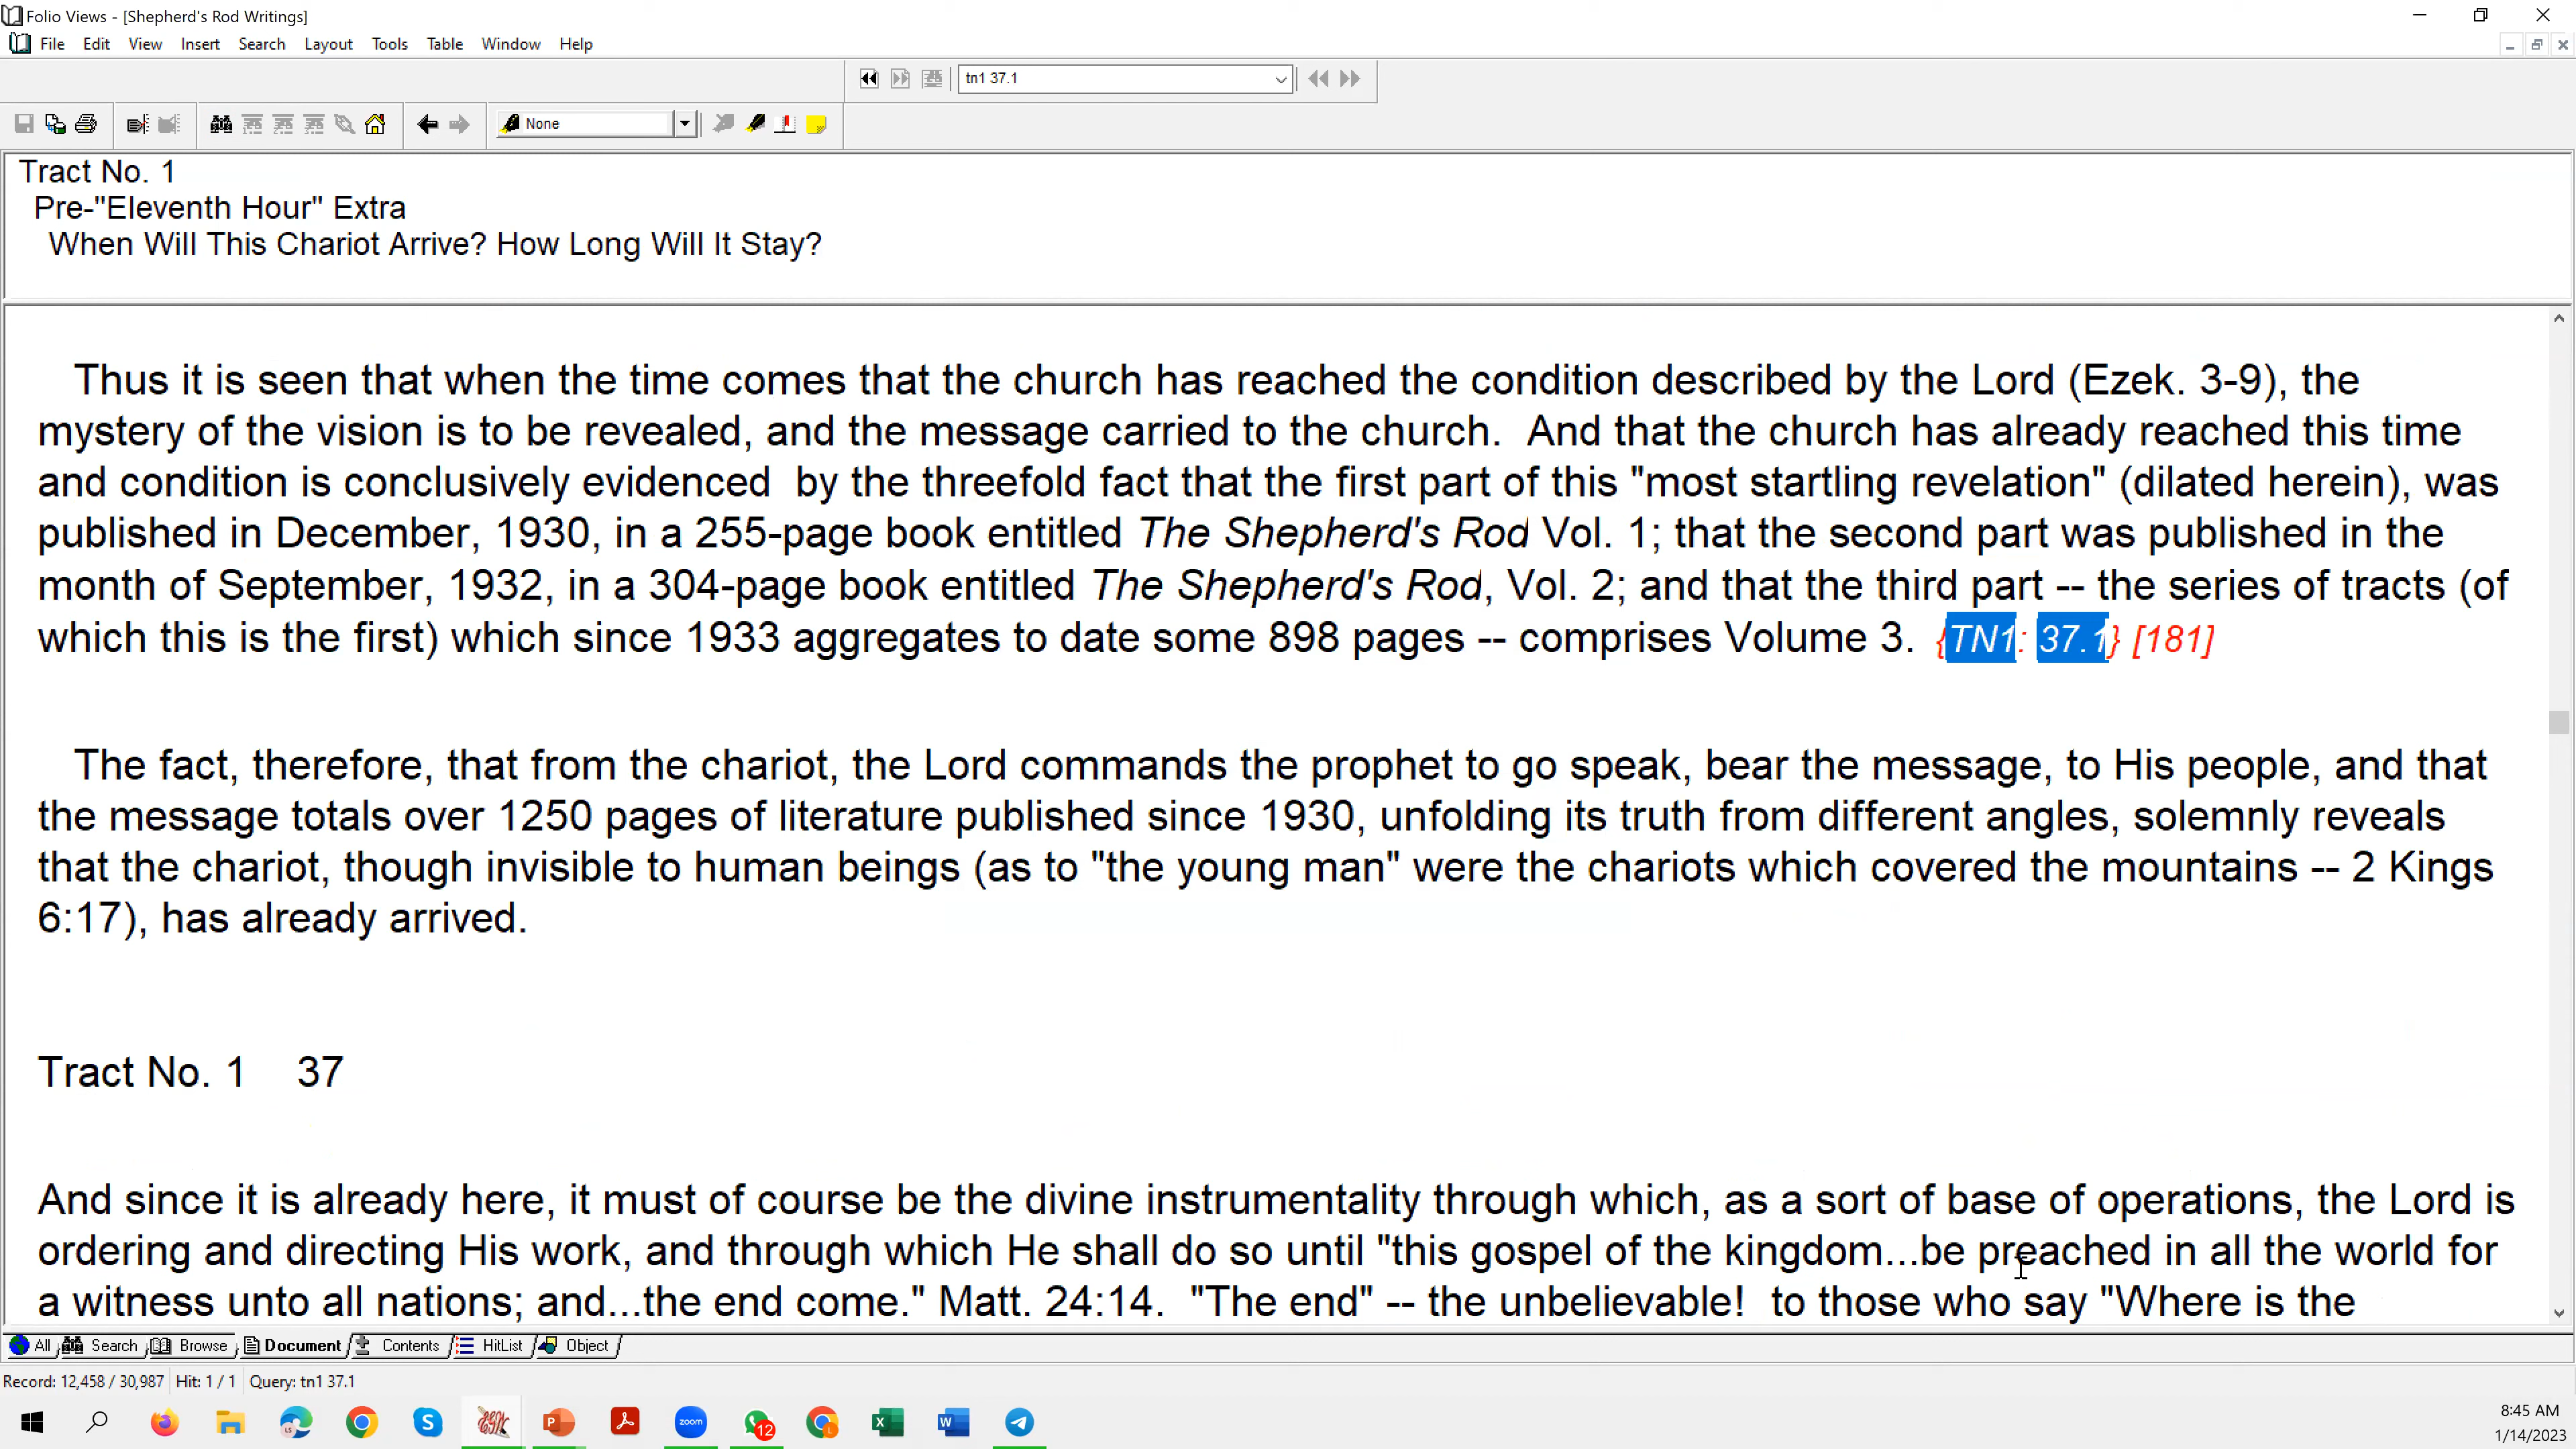 Folio Views - [Shepherd's Rod Writings]
File Edit View Insert Search Layout Tools Table Window Help
tn1 37.1
None
Tract No. 1
Pre-"Eleventh Hour" Extra
When Will This Chariot Arrive? How Long Will It Stay?
Thus it is seen that when the time comes that the church has reached the condition described by the Lord (Ezek. 3-9), the
mystery of the vision is to be revealed, and the message carried to the church.  And that the church has already reached this time
and condition is conclusively evidenced  by the threefold fact that the first part of this "most startling revelation" (dilated herein), was
published in December, 1930, in a 255-page book entitled The Shepherd's Rod Vol. 1; that the second part was published in the
month of September, 1932, in a 304-page book entitled The Shepherd's Rod, Vol. 2; and that the third part -- the series of tracts (of
which this is the first) which since 1933 aggregates to date some 898 pages -- comprises Volume 3.  {TN1: 37.1} [181]
The fact, therefore, that from the chariot, the Lord commands the prophet to go speak, bear the message, to His people, and that
the message totals over 1250 pages of literature published since 1930, unfolding its truth from different angles, solemnly reveals
that the chariot, though invisible to human beings (as to "the young man" were the chariots which covered the mountains -- 2 Kings
6:17), has already arrived.
Tract No. 1    37
And since it is already here, it must of course be the divine instrumentality through which, as a sort of base of operations, the Lord is
ordering and directing His work, and through which He shall do so until "this gospel of the kingdom...be preached in all the world for
a witness unto all nations; and...the end come." Matt. 24:14.  "The end" -- the unbelievable!  to those who say "Where is the
All Search Browse Document Contents HitList Object
Record: 12,458 / 30,987 Hit: 1 / 1 Query: tn1 37.1
LS S P zoom 12 L X W
8:45 AM
1/14/2023